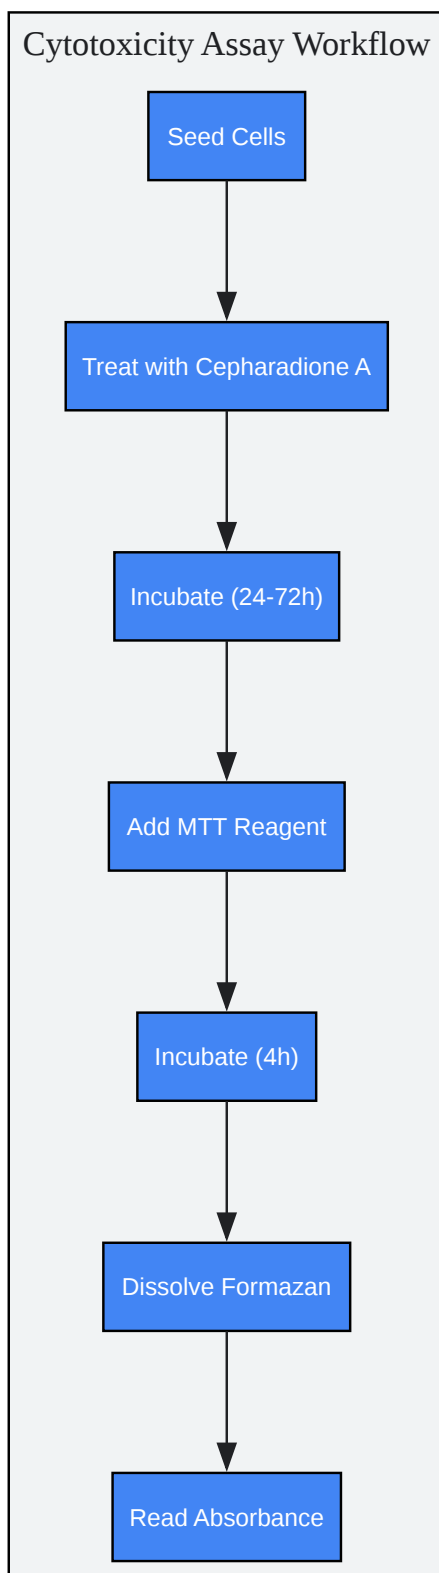 Cytotoxicity Assay Workflow
Seed Cells
Treat with Cepharadione A
Incubate (24-72h)
Add MTT Reagent
Incubate (4h)
Dissolve Formazan
Read Absorbance